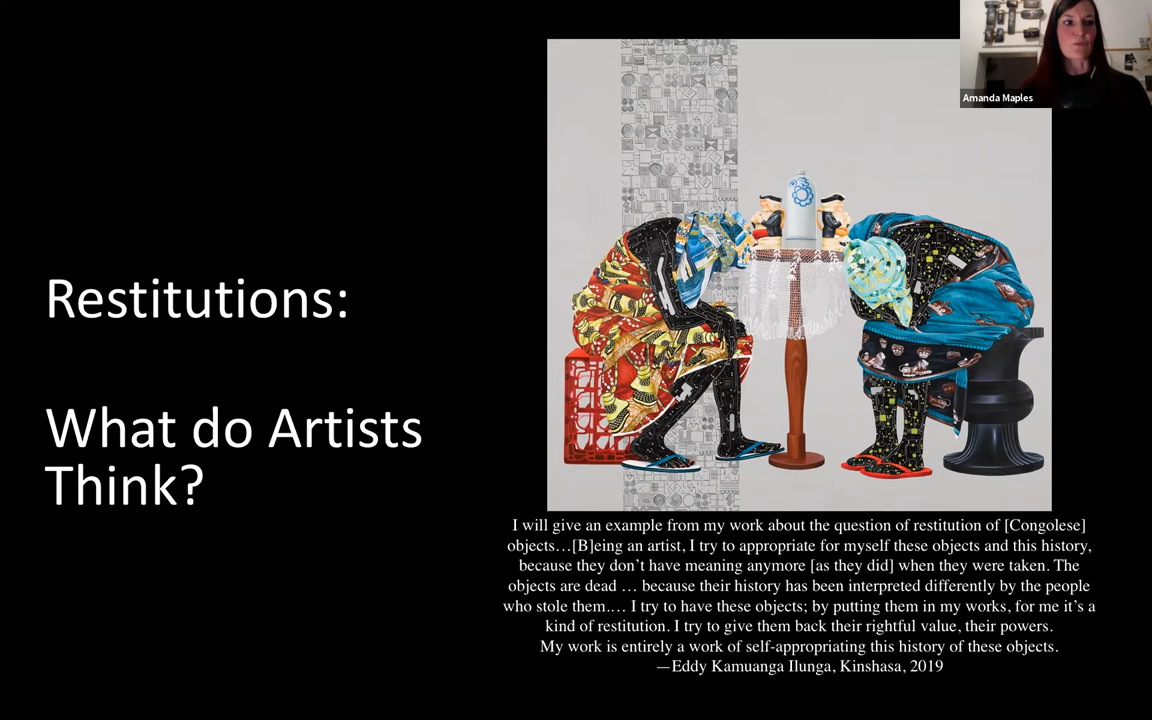 Amanda Maples
Restitutions:
What do Artists
Think?
I will give an example from my work about the question of restitution of [Congolese]
objects…[B]eing an artist, I try to appropriate for myself these objects and this history,
because they don’t have meaning anymore [as they did] when they were taken. The
objects are dead … because their history has been interpreted differently by the people
who stole them.… I try to have these objects; by putting them in my works, for me it’s a
kind of restitution. I try to give them back their rightful value, their powers.
My work is entirely a work of self-appropriating this history of these objects.
—Eddy Kamuanga Ilunga, Kinshasa, 2019